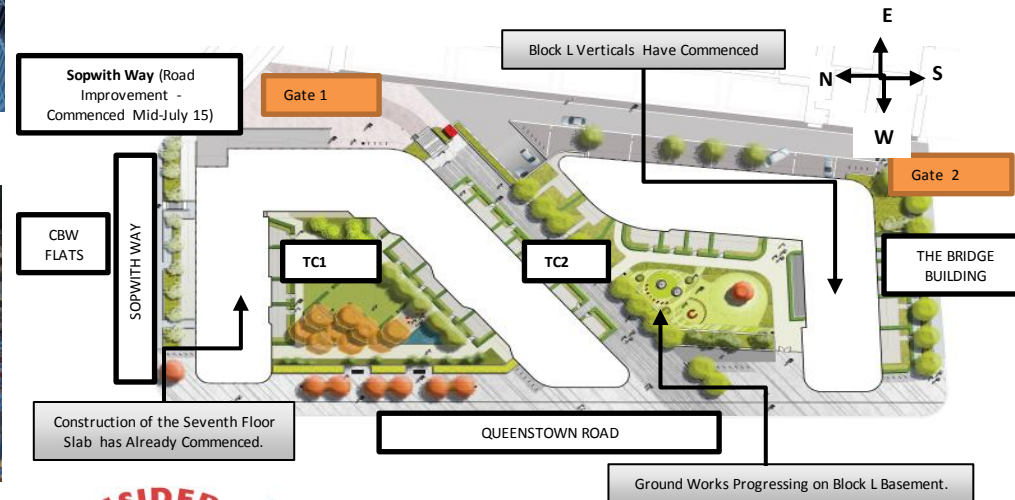 Block L Verticals Have Commenced
E
N
S
W
Sopwith Way (Road
Improvement -
Commenced Mid-July 15)
Gate 1
Gate 2
CBW
FLATS
SOPWITH WAY
TC1
TC2
THE BRIDGE
BUILDING
Construction of the Seventh Floor
Slab has Already Commenced.
QUEENSTOWN ROAD
Ground Works Progressing on Block L Basement.